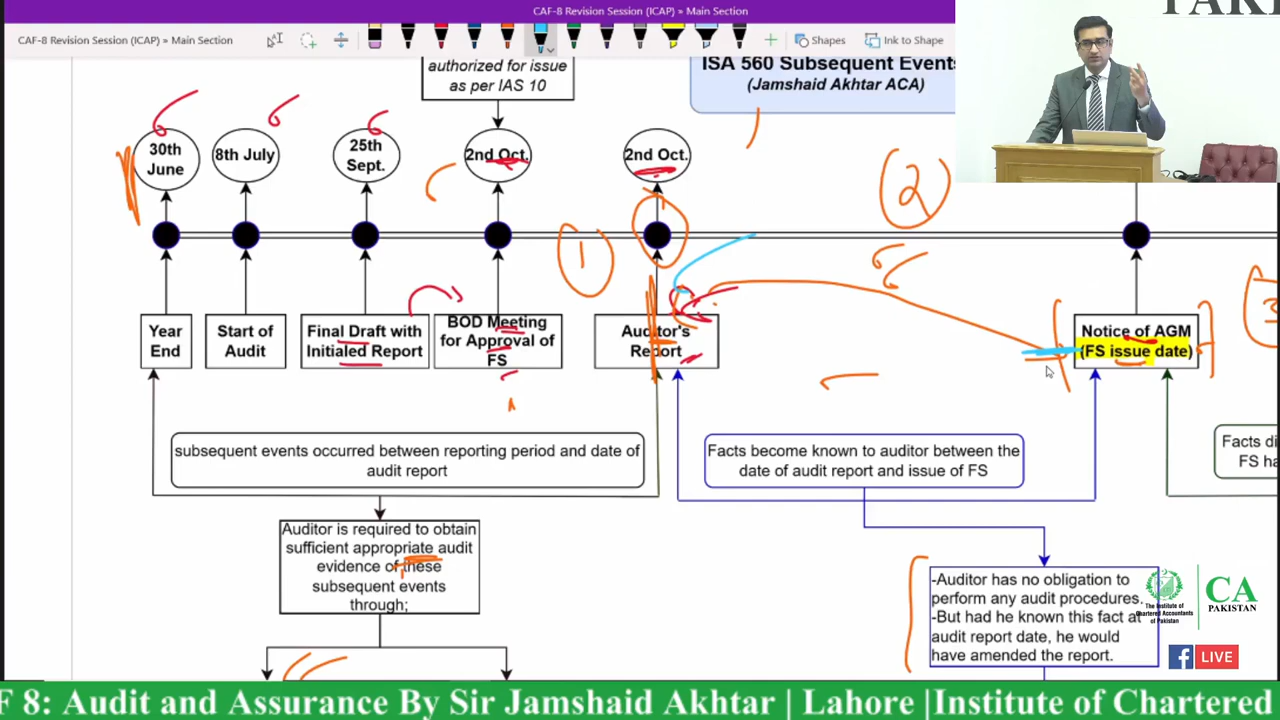 CAF-8 Revision Session (ICAP) » Main Section
CAF-8 Revision Session (ICAP) » Main Section
Shapes
Ink to Shape
authorized for issue
as per IAS 10
ISA 560 Subsequent Events
(Jamshaid Akhtar ACA)
30th
June
8th July
25th
Sept.
2nd Oct.
2nd Oct.
1
2
3
Year
End
Start of
Audit
Final Draft with
Initialed Report
BOD Meeting
for Approval of
FS
Auditor's
Report
Notice of AGM
(FS issue date)
subsequent events occurred between reporting period and date of
audit report
Facts become known to auditor between the
date of audit report and issue of FS
Facts di
FS ha
Auditor is required to obtain
sufficient appropriate audit
evidence of these
subsequent events
through;
-Auditor has no obligation to
perform any audit procedures.
-But had he known this fact at
audit report date, he would
have amended the report.
The Institute of
Chartered Accountants
of Pakistan
CA
PAKISTAN
f LIVE
F 8: Audit and Assurance By Sir Jamshaid Akhtar | Lahore |Institute of Chartered